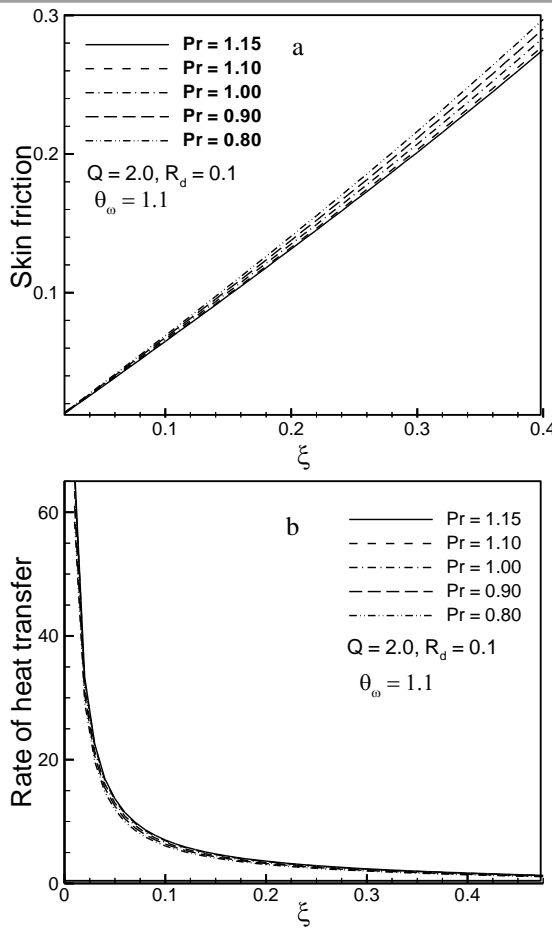 0.3
Pr = 1.15
a
Pr = 1.10
Pr = 1.00
Pr = 0.90
Pr = 0.80
Q = 2.0, R_d = 0.1
θ_ω = 1.1
0.2
0.1
Skin friction
0.1 0.2 0.3 0.4
ξ
60
b
Pr = 1.15
Pr = 1.10
Pr = 1.00
Pr = 0.90
Pr = 0.80
Q = 2.0, R_d = 0.1
θ_ω = 1.1
40
20
0
Rate of heat transfer
0 0.1 0.2 0.3 0.4
ξ